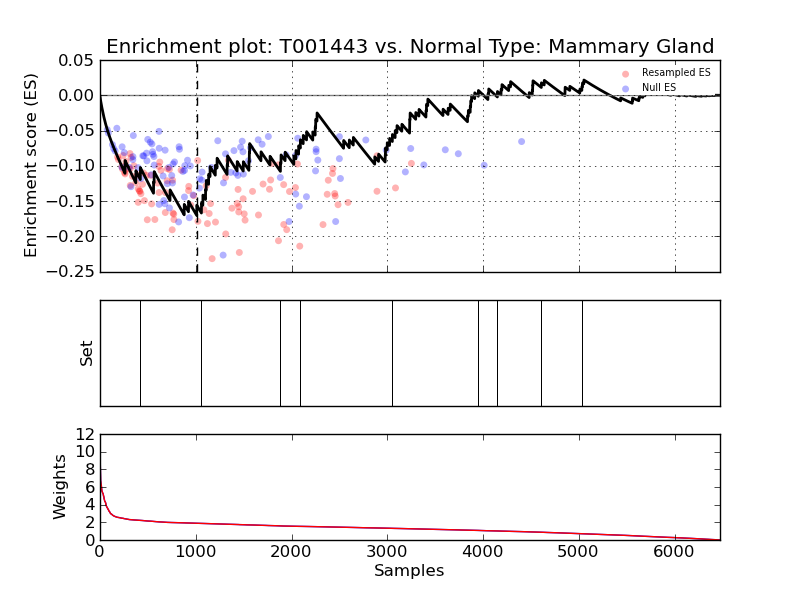 Enrichment plot: T001443 vs. Normal Type: Mammary Gland
Enrichment score (ES)
0.05
0.00
−0.05
−0.10
−0.15
−0.20
−0.25
Resampled ES
Null ES
Set
Weights
12
10
8
6
4
2
0
0 1000 2000 3000 4000 5000 6000
Samples